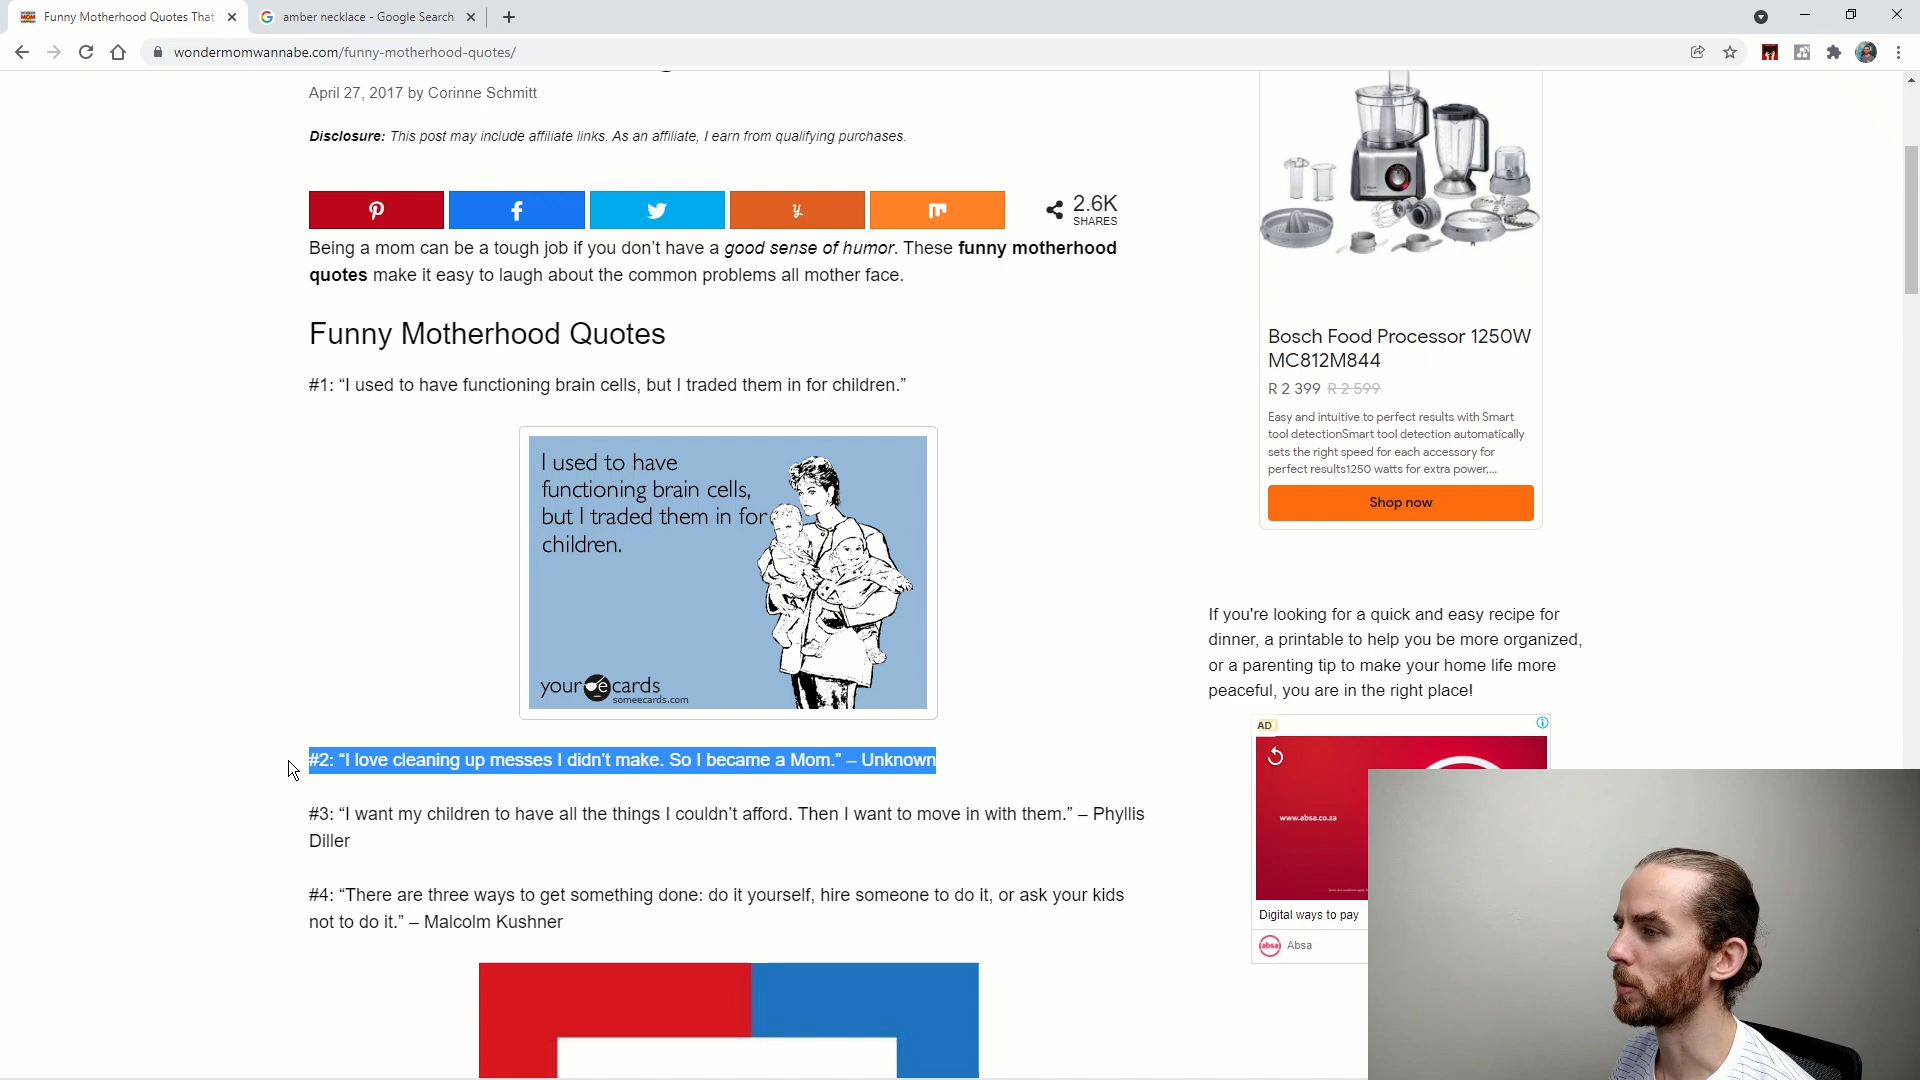 Funny Motherhood Quotes That
amber necklace - Google Search
wondermomwannabe.com/funny-motherhood-quotes/
April 27, 2017 by Corinne Schmitt
Disclosure: This post may include affiliate links. As an affiliate, I earn from qualifying purchases.
2.6K
SHARES
Being a mom can be a tough job if you don’t have a good sense of humor. These funny motherhood
quotes make it easy to laugh about the common problems all mother face.
Funny Motherhood Quotes
#1: “I used to have functioning brain cells, but I traded them in for children.”
I used to have
functioning brain cells,
but I traded them in for
children.
your e cards
someecards.com
#2: “I love cleaning up messes I didn’t make. So I became a Mom.” – Unknown
#3: “I want my children to have all the things I couldn’t afford. Then I want to move in with them.” – Phyllis
Diller
#4: “There are three ways to get something done: do it yourself, hire someone to do it, or ask your kids
not to do it.” – Malcolm Kushner
Bosch Food Processor 1250W
MC812M844
R 2 399 R 2 599
Easy and intuitive to perfect results with Smart
tool detectionSmart tool detection automatically
sets the right speed for each accessory for
perfect results1250 watts for extra power,...
Shop now
If you're looking for a quick and easy recipe for
dinner, a printable to help you be more organized,
or a parenting tip to make your home life more
peaceful, you are in the right place!
AD
www.absa.co.za
Digital ways to pay
absa Absa